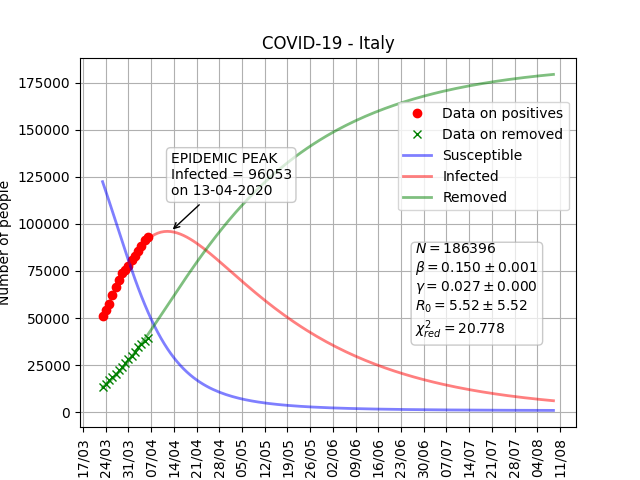 COVID-19 - Italy
175000
150000
125000
100000
75000
50000
25000
0
Number of people
EPIDEMIC PEAK
Infected = 96053
on 13-04-2020
Data on positives
Data on removed
Susceptible
Infected
Removed
N = 186396
β = 0.150 ± 0.001
γ = 0.027 ± 0.000
R₀ = 5.52 ± 5.52
χ²red = 20.778
17/03
24/03
31/03
07/04
14/04
21/04
28/04
05/05
12/05
19/05
26/05
02/06
09/06
16/06
23/06
30/06
07/07
14/07
21/07
28/07
04/08
11/08